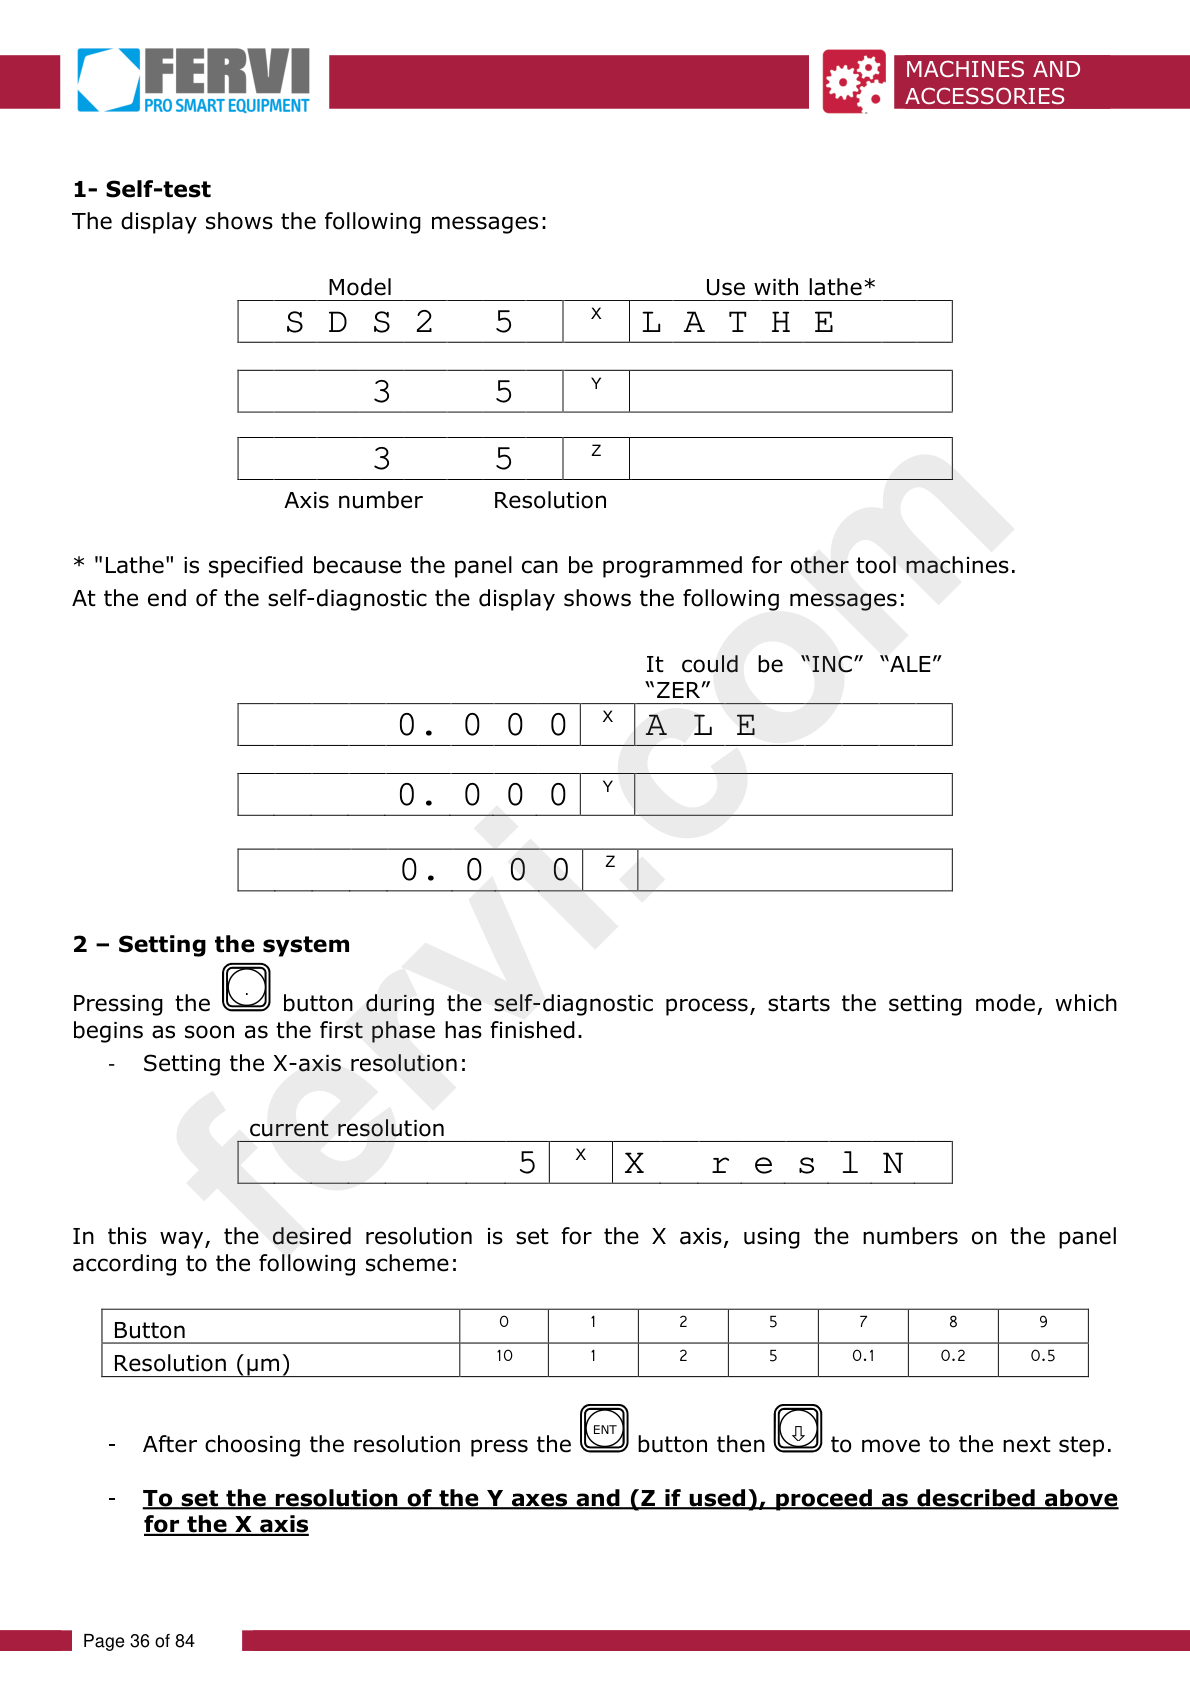 FERVI
PRO SMART EQUIPMENT
MACHINES AND
ACCESSORIES
1- Self-test
The display shows the following messages:
Model Use with lathe*
S D S 2 5 X L A T H E
3 5 Y
3 5 Z
Axis number Resolution
* "Lathe" is specified because the panel can be programmed for other tool machines.
At the end of the self-diagnostic the display shows the following messages:
It could be “INC” “ALE”
“ZER”
0. 0 0 0 X A L E
0. 0 0 0 Y
0. 0 0 0 Z
2 – Setting the system
Pressing the . button during the self-diagnostic process, starts the setting mode, which
begins as soon as the first phase has finished.
- Setting the X-axis resolution:
current resolution
5 X X r e s l N
In this way, the desired resolution is set for the X axis, using the numbers on the panel
according to the following scheme:
Button 0 1 2 5 7 8 9
Resolution (µm) 10 1 2 5 0.1 0.2 0.5
- After choosing the resolution press the ENT button then ⇩ to move to the next step.
- To set the resolution of the Y axes and (Z if used), proceed as described above
for the X axis
fervi.com
Page 36 of 84